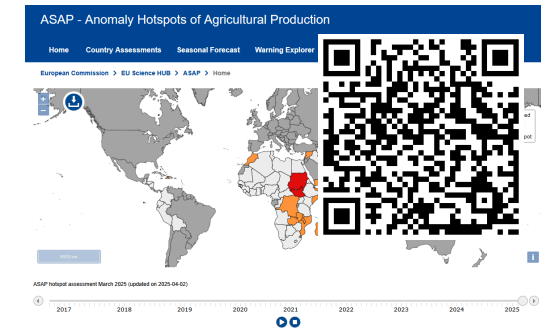 ASAP - Anomaly Hotspots of Agricultural Production
Home Country Assessments Seasonal Forecast Warning Explorer
European Commission > EU Science HUB > ASAP > Home
+
−
ed
pot
i
ASAP hotspot assessment March 2025 (updated on 2025-04-02)
2017 2018 2019 2020 2021 2022 2023 2024 2025